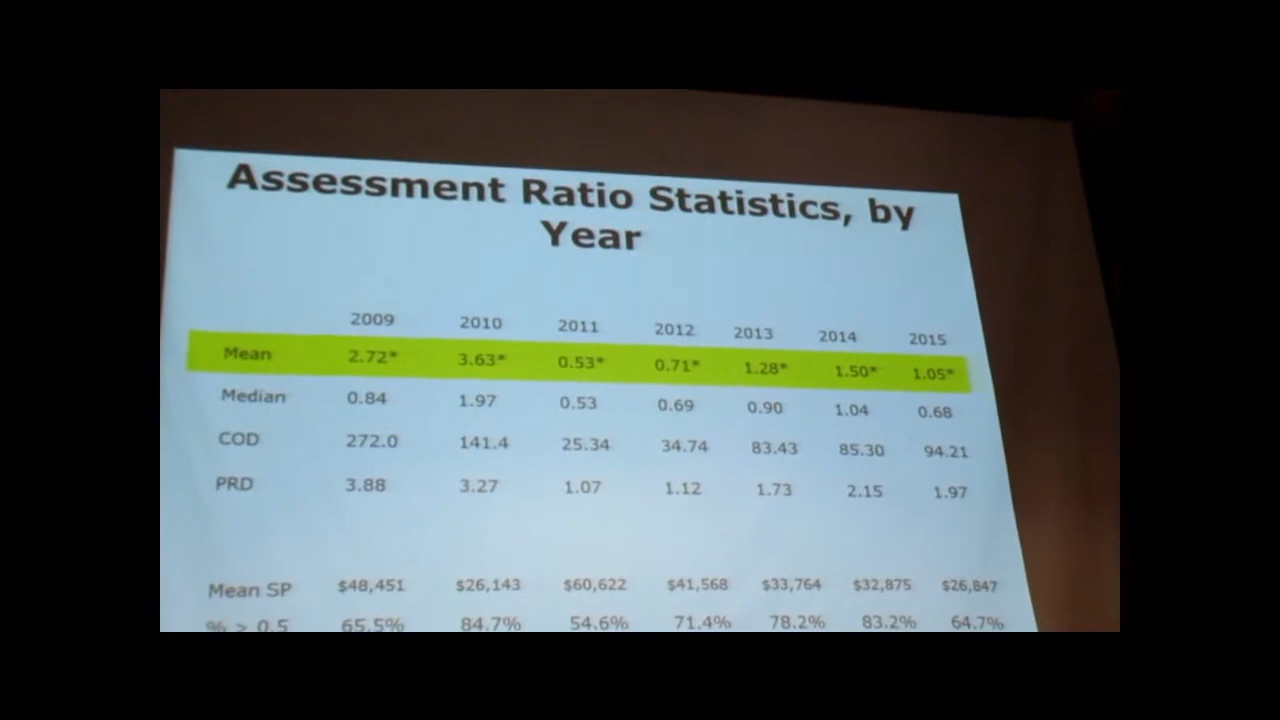 Assessment Ratio Statistics, by
Year
2009 2010 2011 2012 2013 2014 2015
Mean 2.72* 3.63* 0.53* 0.71* 1.28* 1.50* 1.05*
Median 0.84 1.97 0.53 0.69 0.90 1.04 0.68
COD 272.0 141.4 25.34 34.74 83.43 85.30 94.21
PRD 3.88 3.27 1.07 1.12 1.73 2.15 1.97
Mean SP $48,451 $26,143 $60,622 $41,568 $33,764 $32,875 $26,847
% > 0.5 65.5% 84.7% 54.6% 71.4% 78.2% 83.2% 64.7%